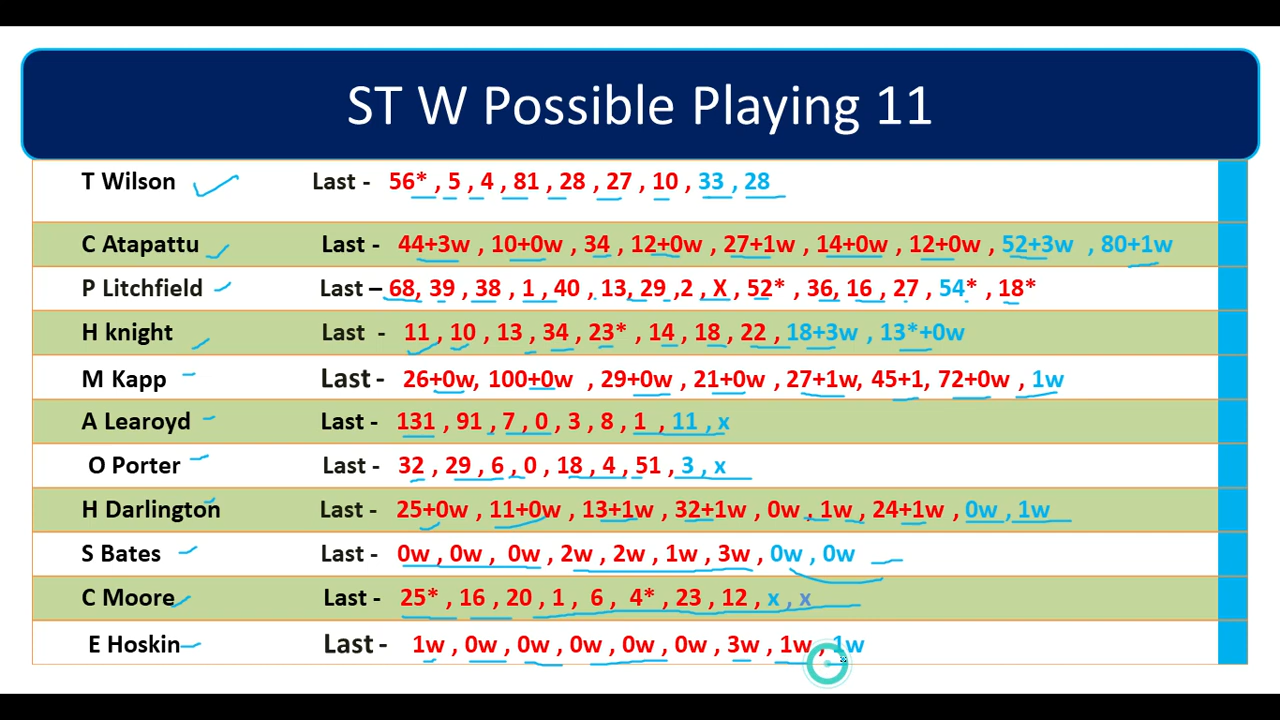 ST W Possible Playing 11
T Wilson Last - 56* , 5 , 4 , 81 , 28 , 27 , 10 , 33 , 28
C Atapattu Last - 44+3w , 10+0w , 34 , 12+0w , 27+1w , 14+0w , 12+0w , 52+3w , 80+1w
P Litchfield Last – 68, 39 , 38 , 1 , 40 , 13, 29 ,2 , X , 52* , 36, 16 , 27 , 54* , 18*
H knight Last - 11 , 10 , 13 , 34 , 23* , 14 , 18 , 22 , 18+3w , 13*+0w
M Kapp Last - 26+0w, 100+0w , 29+0w , 21+0w , 27+1w, 45+1, 72+0w , 1w
A Learoyd Last - 131 , 91 , 7 , 0 , 3 , 8 , 1 , 11 , x
O Porter Last - 32 , 29 , 6 , 0 , 18 , 4 , 51 , 3 , x
H Darlington Last - 25+0w , 11+0w , 13+1w , 32+1w , 0w , 1w , 24+1w , 0w , 1w
S Bates Last - 0w , 0w , 0w , 2w , 2w , 1w , 3w , 0w , 0w
C Moore Last - 25* , 16 , 20 , 1 , 6 , 4* , 23 , 12 , x , x
E Hoskin Last - 1w , 0w , 0w , 0w , 0w , 0w , 3w , 1w , 1w